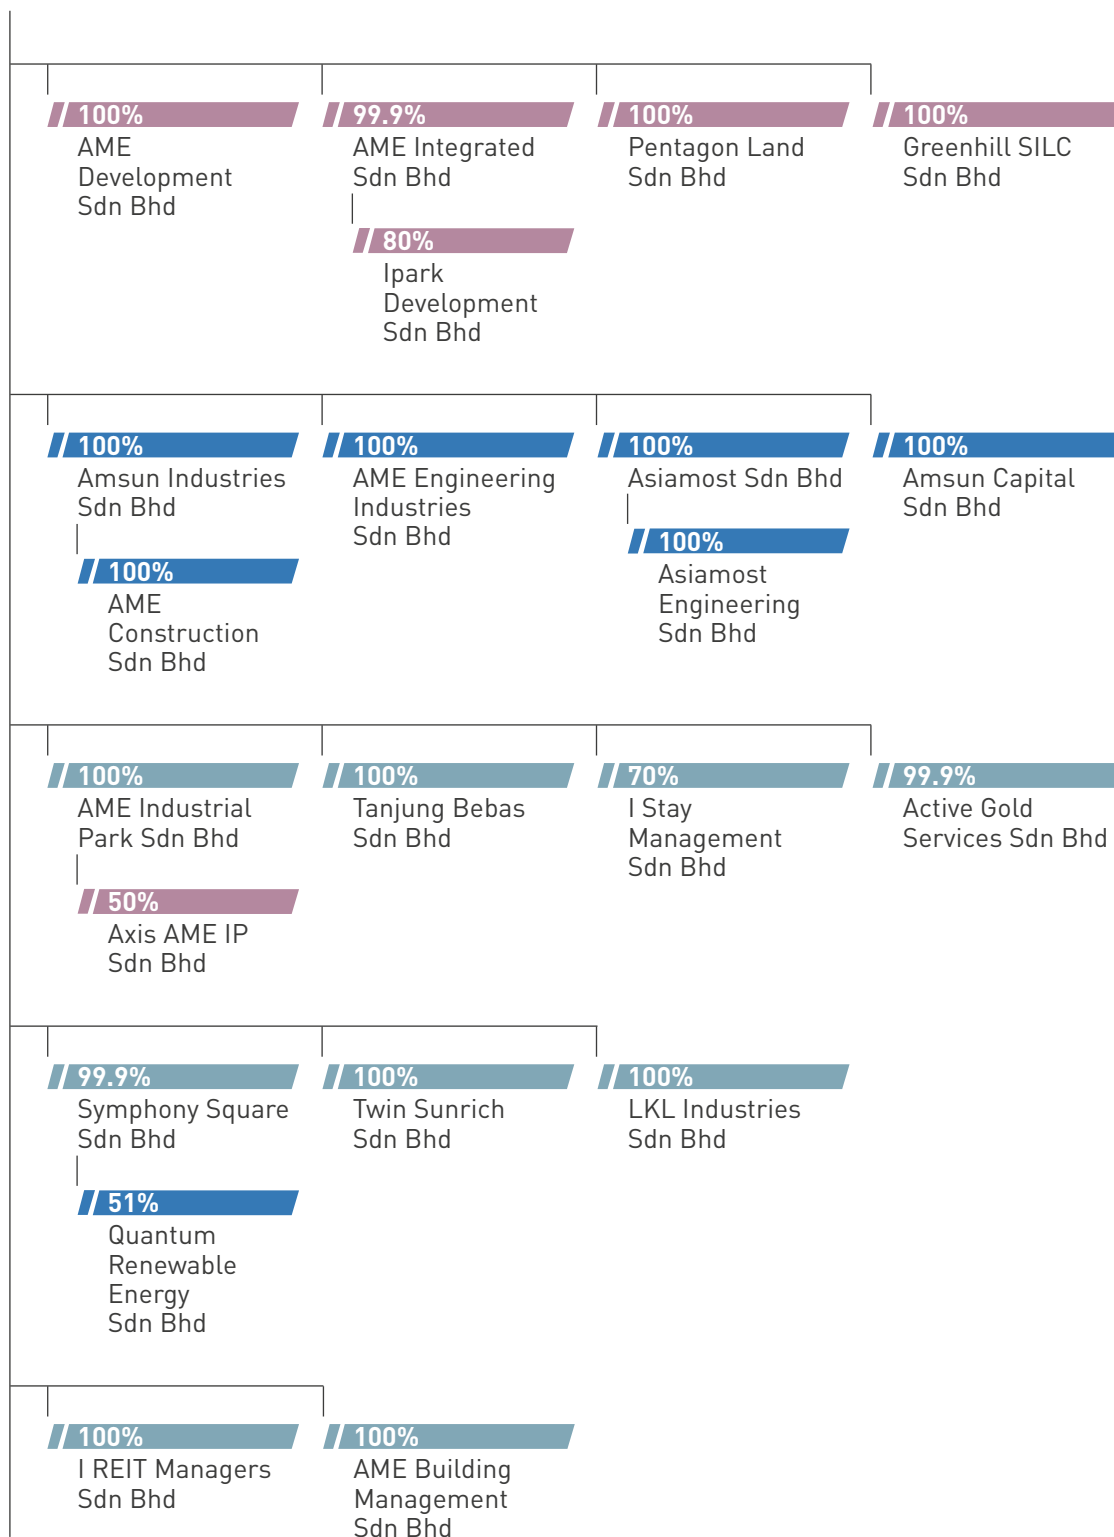 100%
AME
Development
Sdn Bhd
99.9%
AME Integrated
Sdn Bhd
80%
Ipark
Development
Sdn Bhd
100%
Pentagon Land
Sdn Bhd
100%
Greenhill SILC
Sdn Bhd
100%
Amsun Industries
Sdn Bhd
100%
AME
Construction
Sdn Bhd
100%
AME Engineering
Industries
Sdn Bhd
100%
Asiamost Sdn Bhd
100%
Asiamost
Engineering
Sdn Bhd
100%
Amsun Capital
Sdn Bhd
100%
AME Industrial
Park Sdn Bhd
50%
Axis AME IP
Sdn Bhd
100%
Tanjung Bebas
Sdn Bhd
70%
I Stay
Management
Sdn Bhd
99.9%
Active Gold
Services Sdn Bhd
99.9%
Symphony Square
Sdn Bhd
51%
Quantum
Renewable
Energy
Sdn Bhd
100%
Twin Sunrich
Sdn Bhd
100%
LKL Industries
Sdn Bhd
100%
I REIT Managers
Sdn Bhd
100%
AME Building
Management
Sdn Bhd